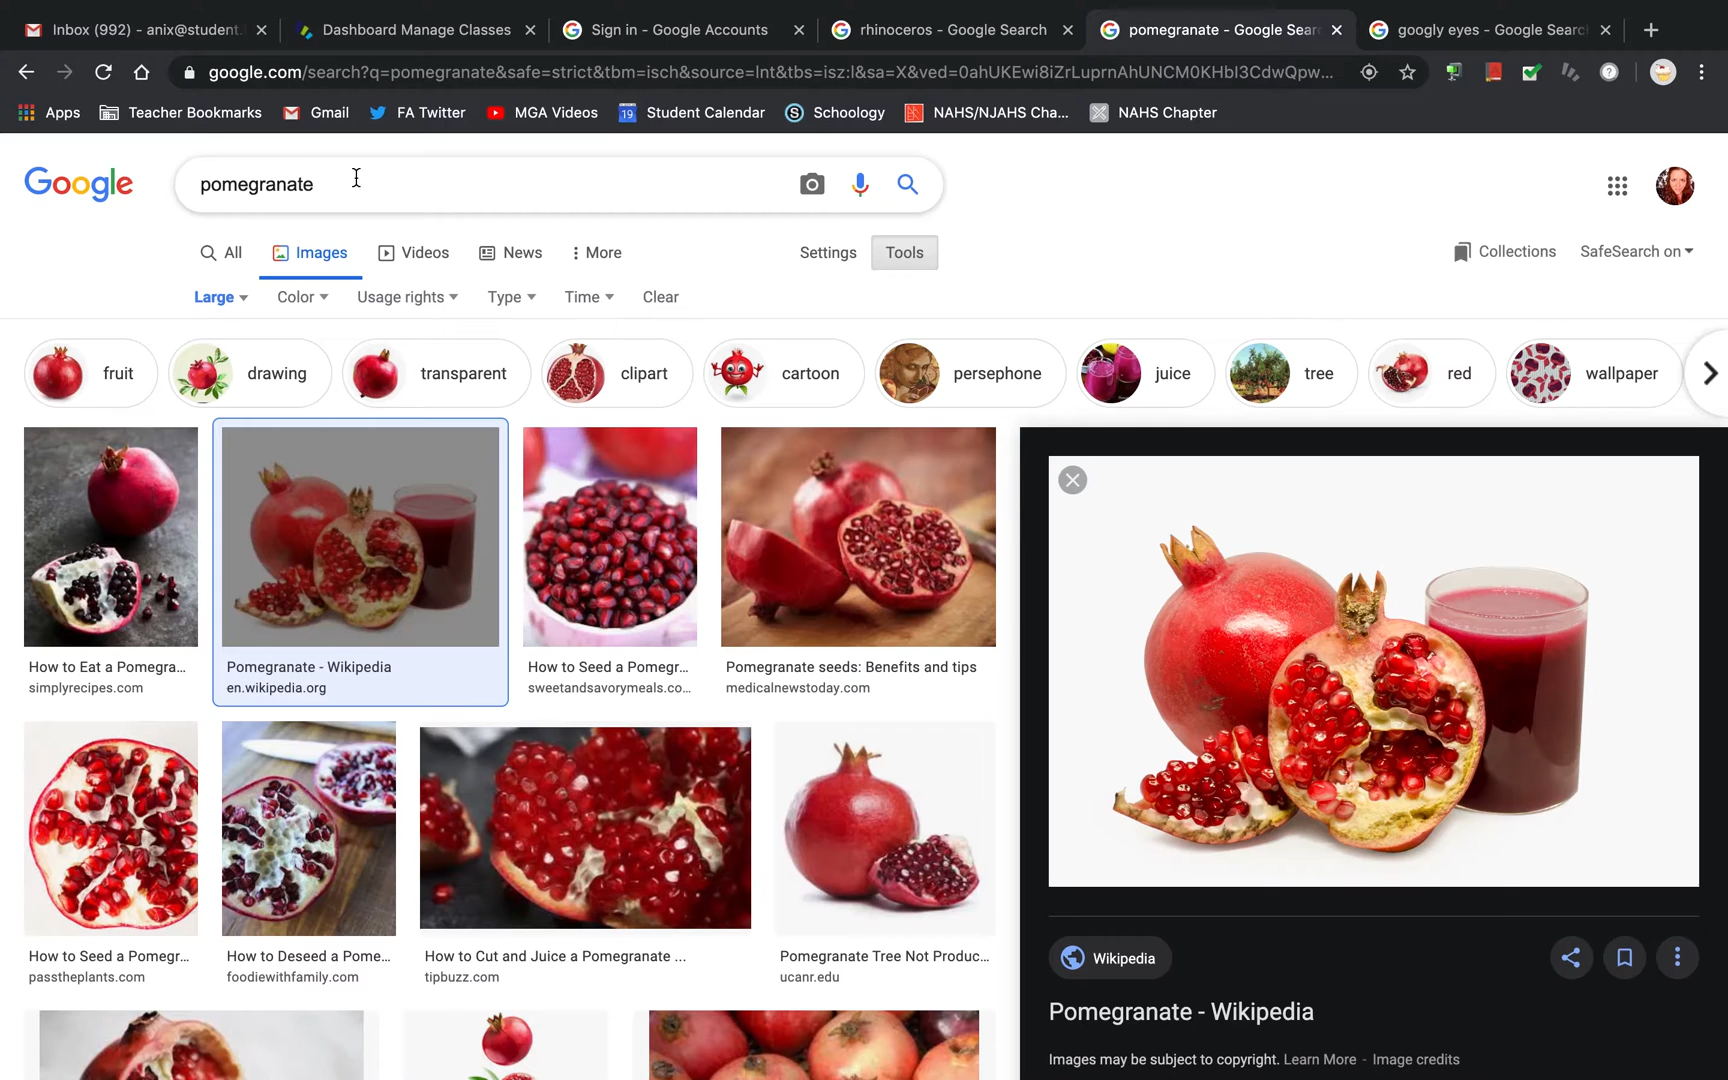 Inbox (992) - anix@student.
Dashboard Manage Classes
Sign in - Google Accounts
rhinoceros - Google Search
pomegranate - Google Sear
googly eyes - Google Search
google.com/search?q=pomegranate&safe=strict&tbm=isch&source=lnt&tbs=isz:l&sa=X&ved=0ahUKEwi8iZrLuprnAhUNCM0KHbl3CdwQpw...
Apps
Teacher Bookmarks
Gmail
FA Twitter
MGA Videos
19
Student Calendar
S
Schoology
NAHS/NJAHS Cha...
NAHS Chapter
Google
pomegranate
All
Images
Videos
News
More
Settings
Tools
Collections
SafeSearch on
Large
Color
Usage rights
Type
Time
Clear
fruit
drawing
transparent
clipart
cartoon
persephone
juice
tree
red
wallpaper
How to Eat a Pomegra...
simplyrecipes.com
Pomegranate - Wikipedia
en.wikipedia.org
How to Seed a Pomegr...
sweetandsavorymeals.co...
Pomegranate seeds: Benefits and tips
medicalnewstoday.com
How to Seed a Pomegr...
passtheplants.com
How to Deseed a Pome...
foodiewithfamily.com
How to Cut and Juice a Pomegranate ...
tipbuzz.com
Pomegranate Tree Not Produc...
ucanr.edu
Wikipedia
Pomegranate - Wikipedia
Images may be subject to copyright. Learn More - Image credits